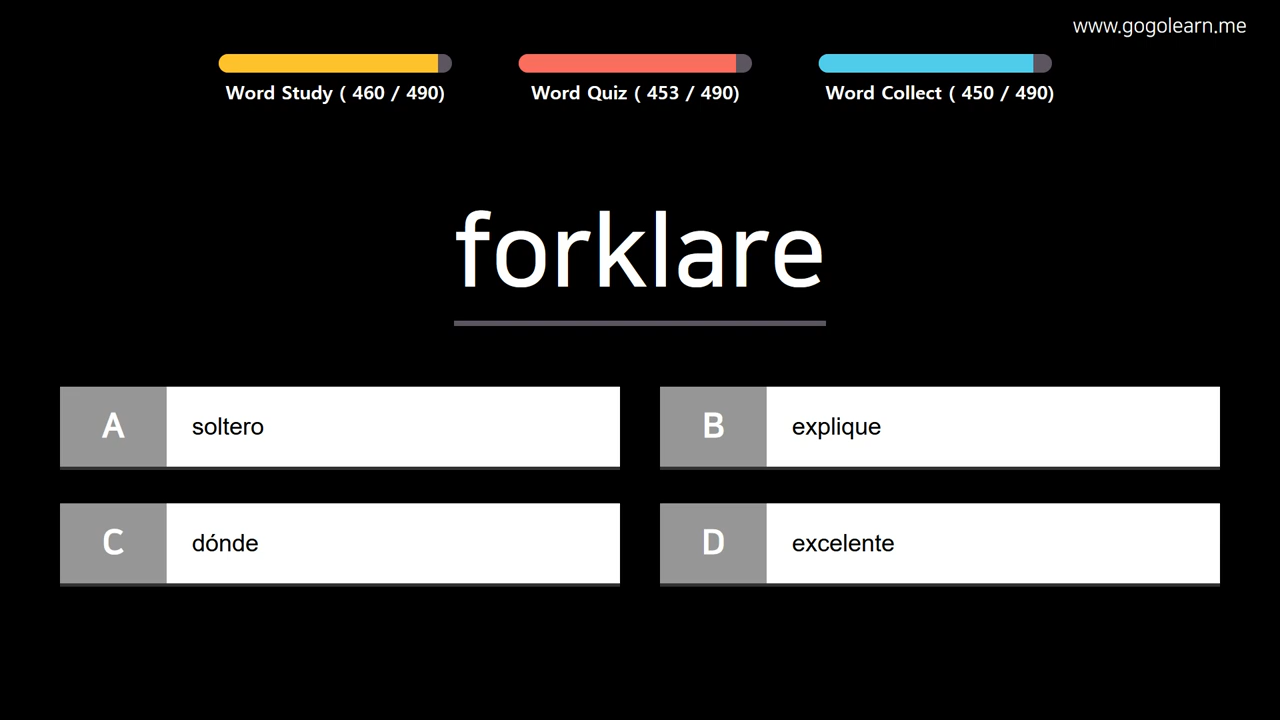 www.gogolearn.me
Word Study ( 460 / 490)
Word Quiz ( 453 / 490)
Word Collect ( 450 / 490)
forklare
A soltero
B explique
C dónde
D excelente